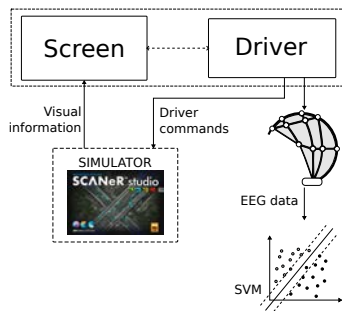 Screen
Driver
Visual
information
Driver
commands
SIMULATOR
SCANeR studio
EEG data
SVM